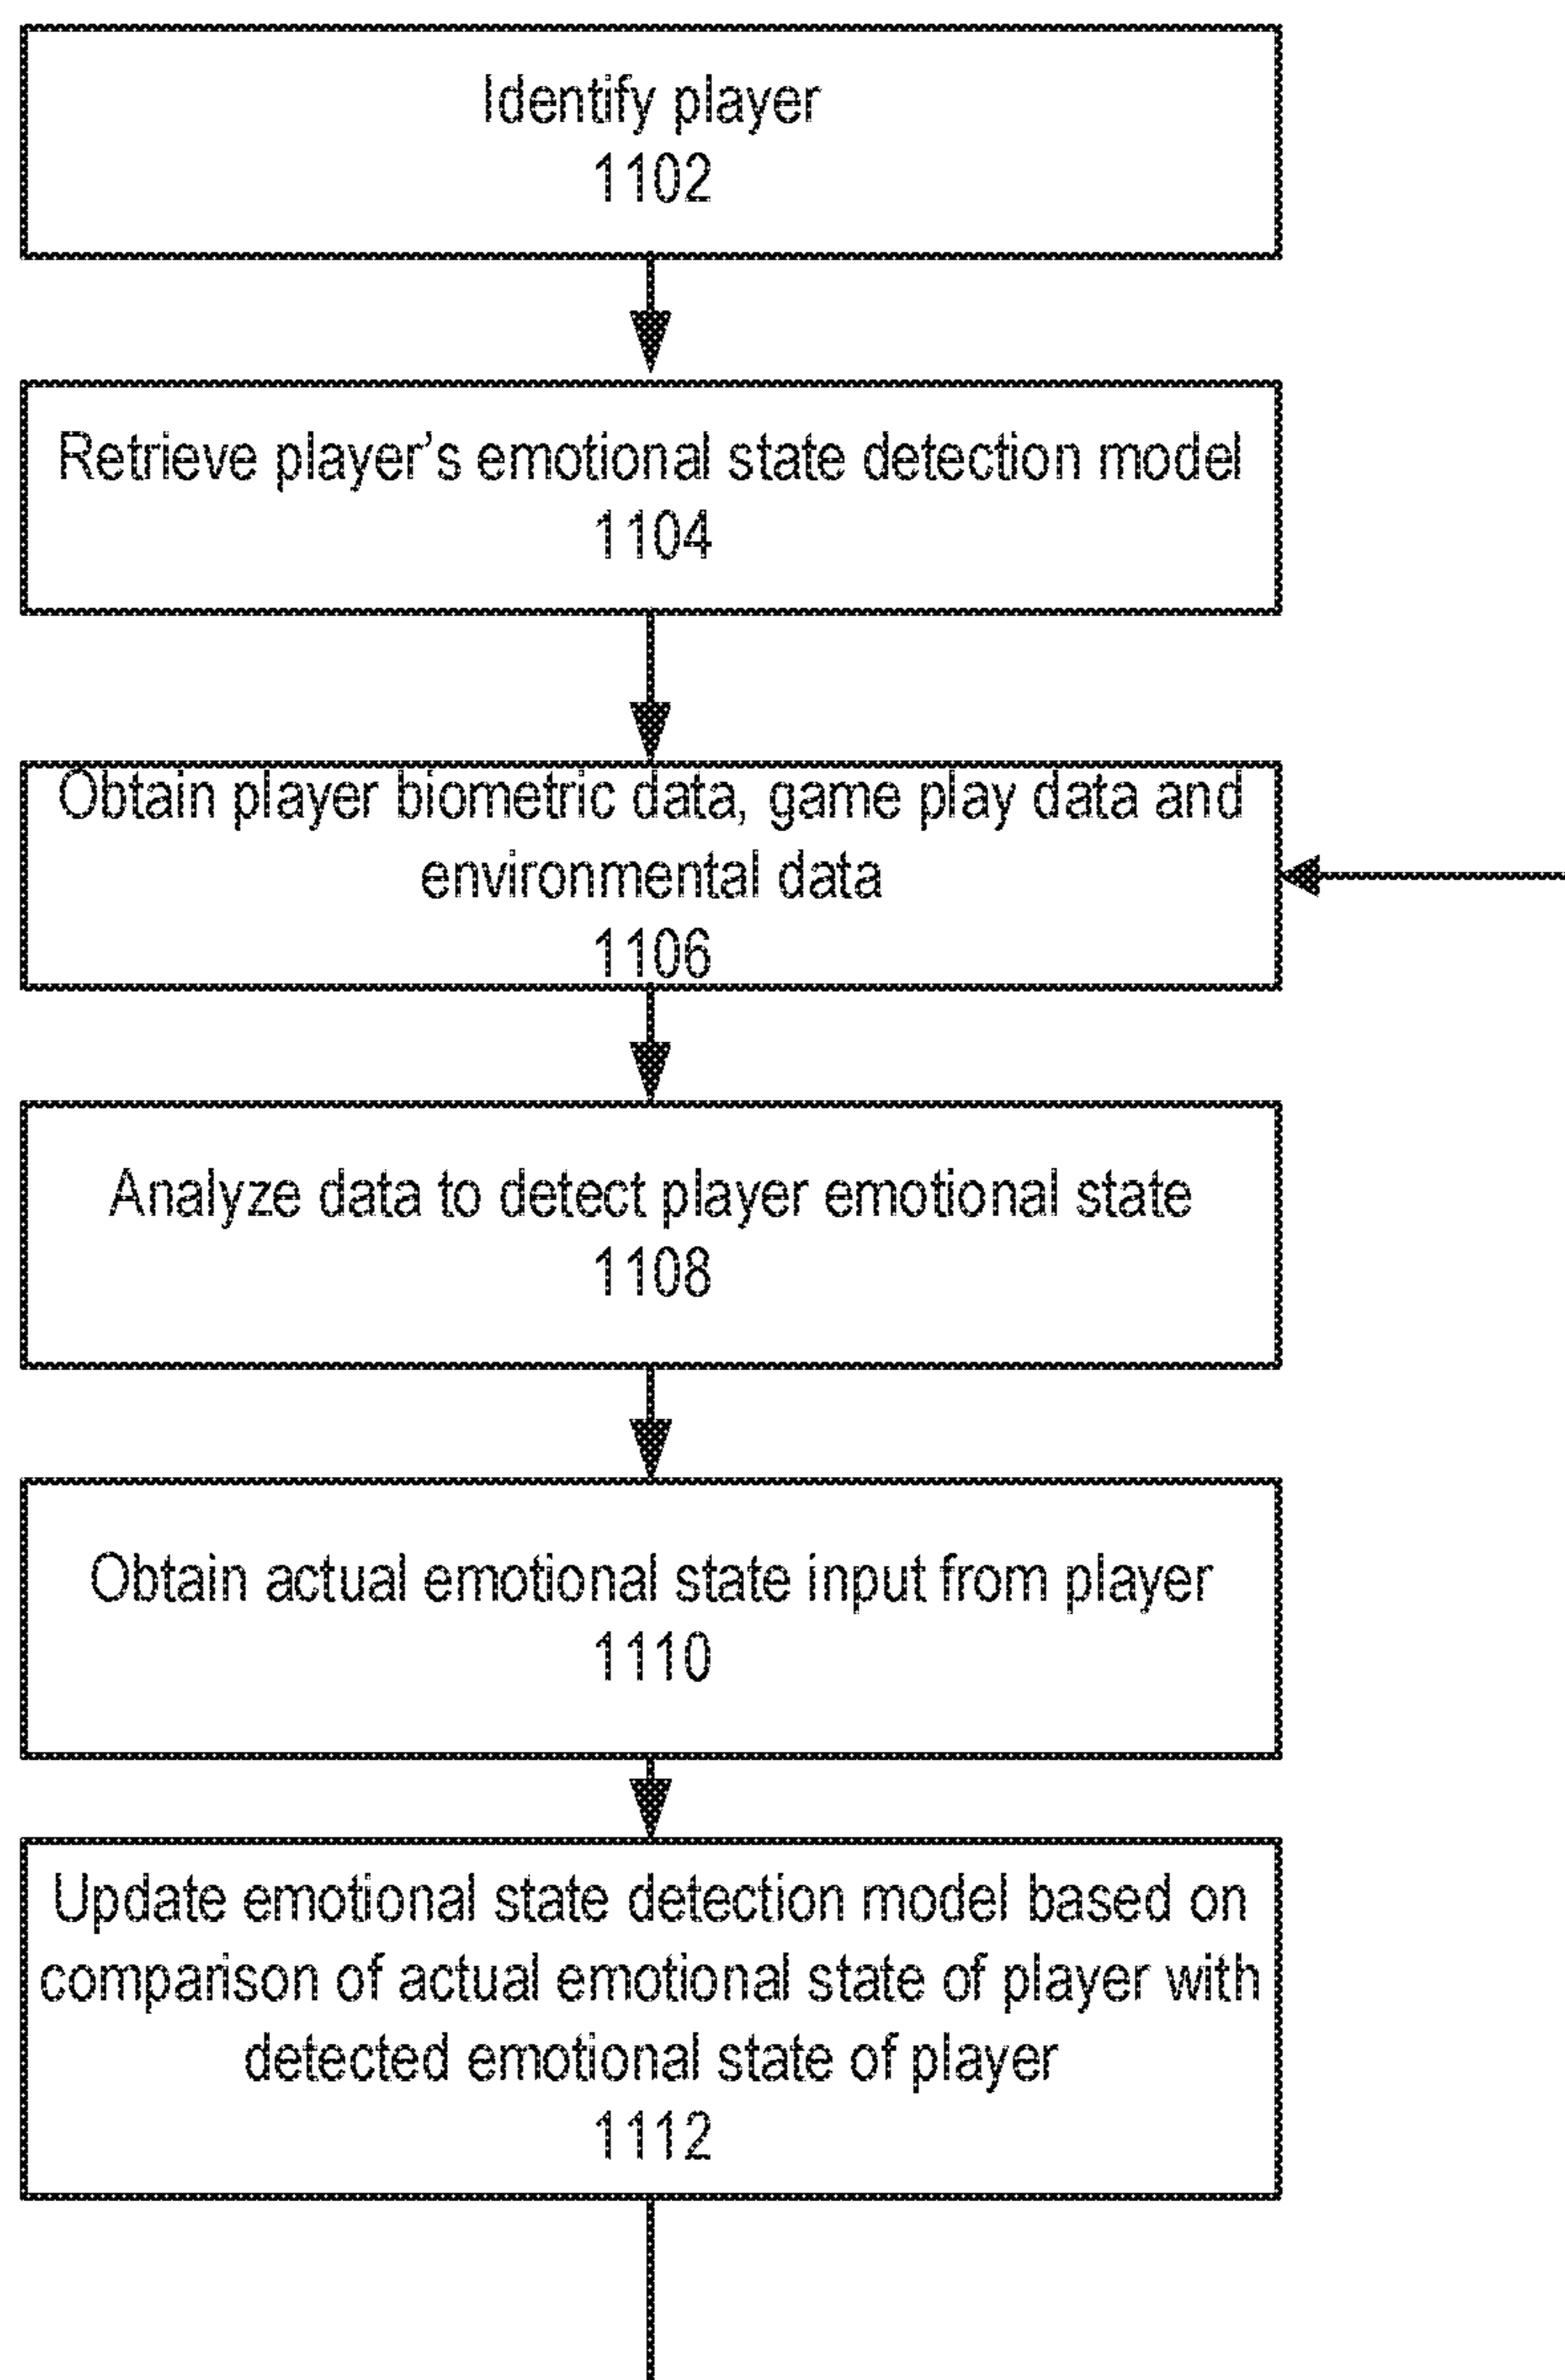 Identify player
1102
Retrieve player’s emotional state detection model
1104
Obtain player biometric data, game play data and
environmental data
1106
Analyze data to detect player emotional state
1108
Obtain actual emotional state input from player
1110
Update emotional state detection model based on
comparison of actual emotional state of player with
detected emotional state of player
1112